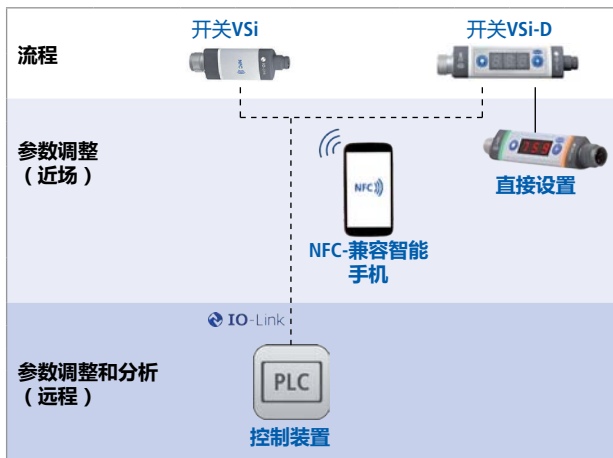 开关VSi
开关VSi-D
流程
参数调整
（近场）
755
直接设置
NFC
NFC-兼容智能
手机
IO-Link
参数调整和分析
（远程）
PLC
控制装置